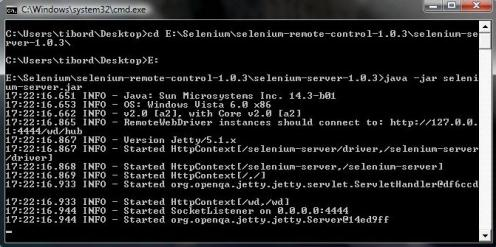 C:\Windows\system32\cmd.exe
C:\Users\tibord\Desktop>cd E:\Selenium\selenium-remote-control-1.0.3\selenium-se
rver-1.0.3\
C:\Users\tibord\Desktop>E:
E:\Selenium\selenium-remote-control-1.0.3\selenium-server-1.0.3>java -jar seleni
um-server.jar
17:22:16.651 INFO - Java: Sun Microsystems Inc. 14.3-b01
17:22:16.653 INFO - OS: Windows Vista 6.0 x86
17:22:16.662 INFO - v2.0 [a2], with Core v2.0 [a2]
17:22:16.865 INFO - RemoteWebDriver instances should connect to: http://127.0.0.
1:4444/wd/hub
17:22:16.867 INFO - Version Jetty/5.1.x
17:22:16.867 INFO - Started HttpContext[/selenium-server/driver,/selenium-server
/driver]
17:22:16.868 INFO - Started HttpContext[/selenium-server,/selenium-server]
17:22:16.869 INFO - Started HttpContext[/,/]
17:22:16.933 INFO - Started org.openqa.jetty.jetty.servlet.ServletHandler@df6ccd
17:22:16.933 INFO - Started HttpContext[/wd,/wd]
17:22:16.944 INFO - Started SocketListener on 0.0.0.0:4444
17:22:16.944 INFO - Started org.openqa.jetty.jetty.Server@14ed9ff